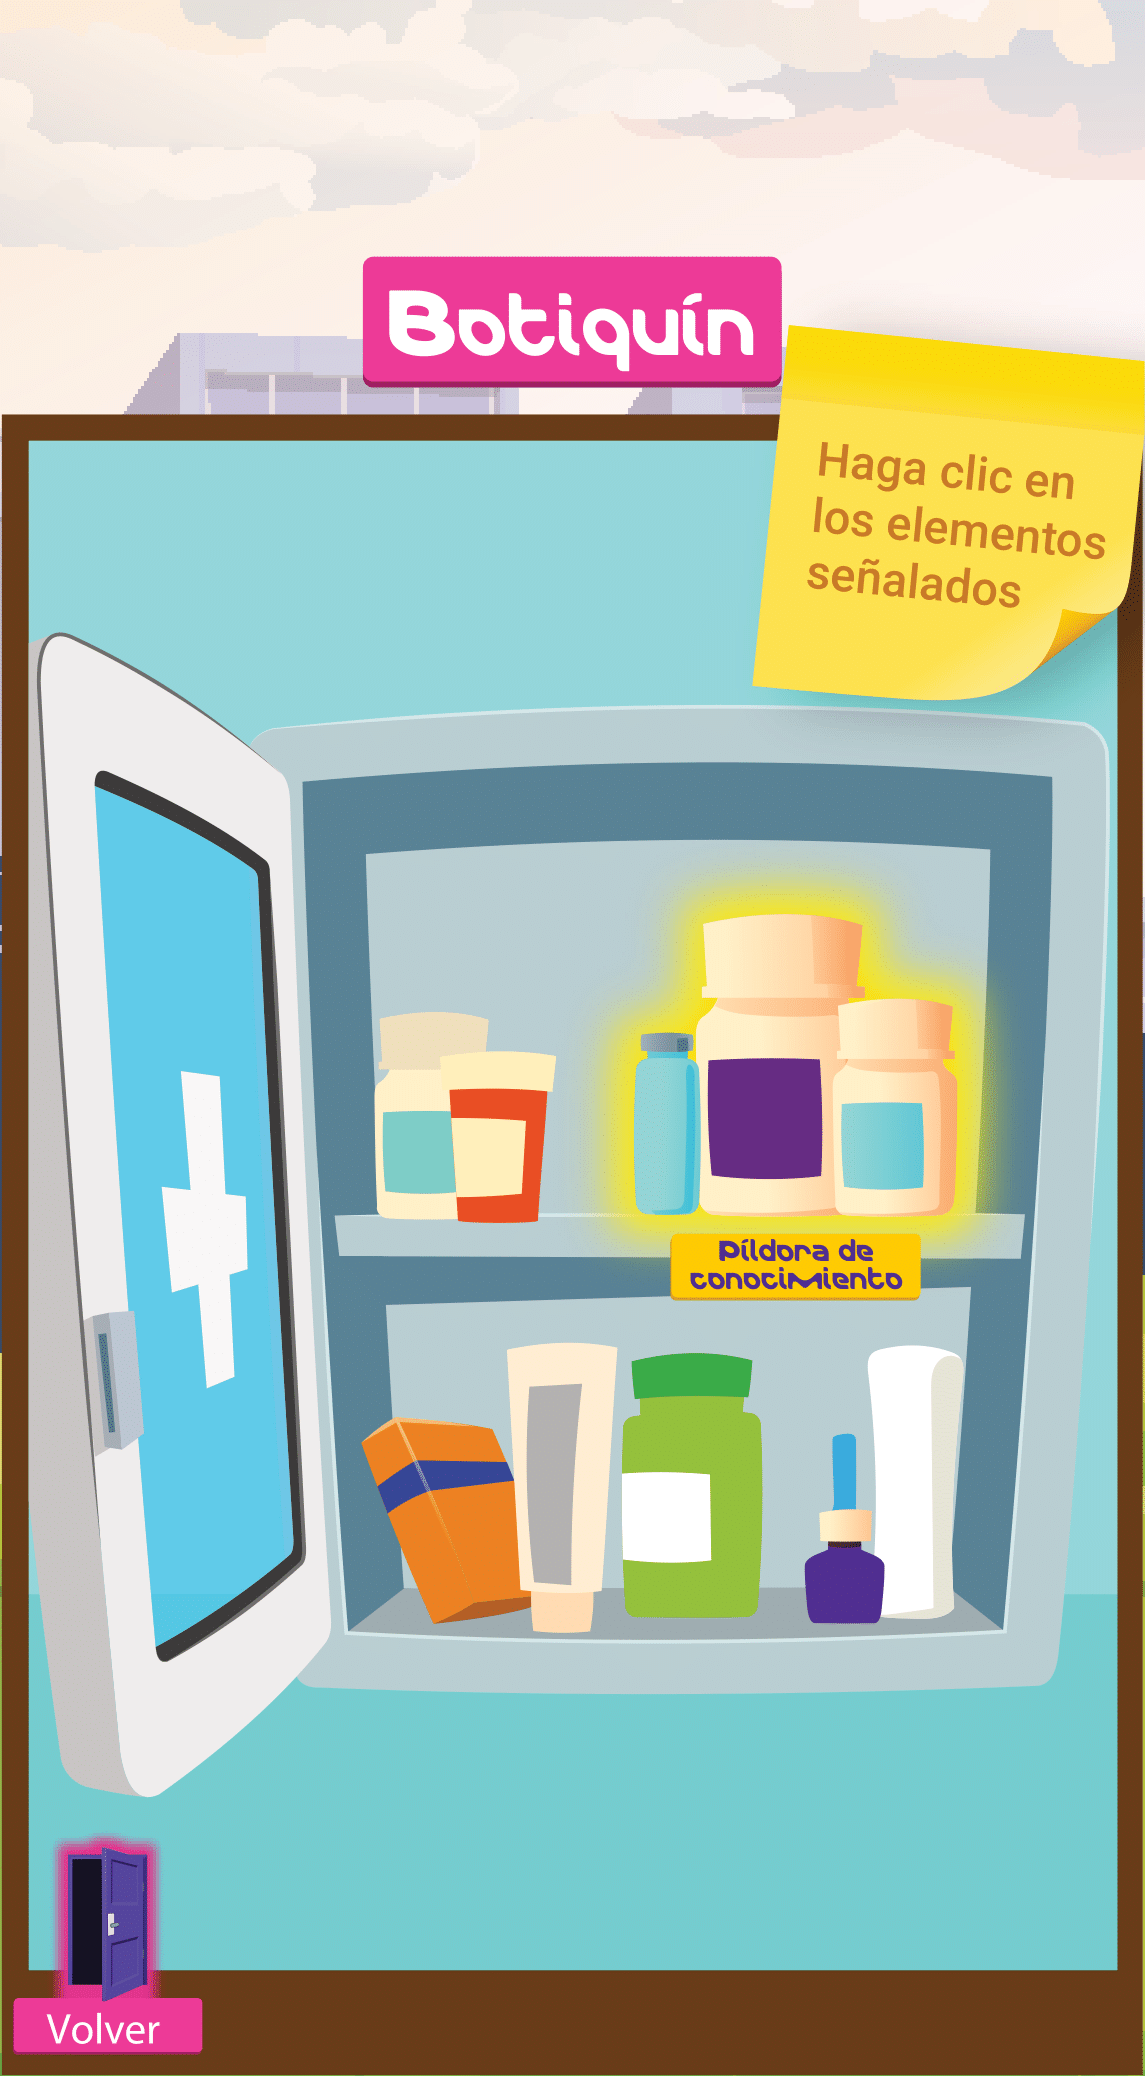 Botiquín
Haga clic en
los elementos
señalados
Píldora de
conocimiento
Volver